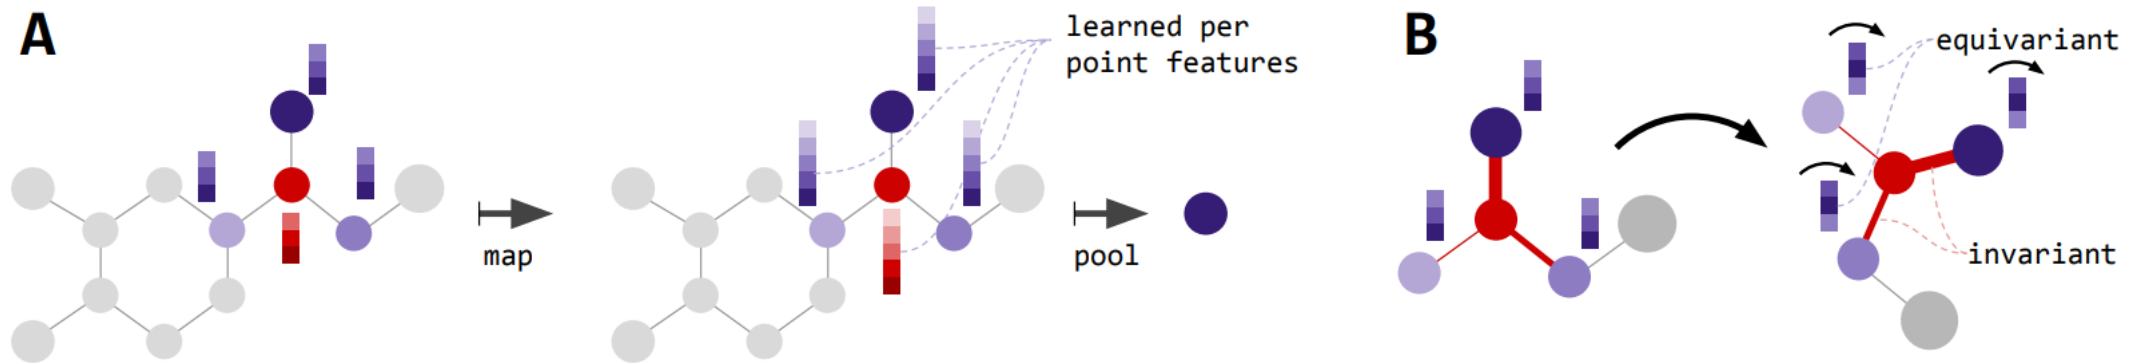 A
map
learned per
point features
pool
B
equivariant
invariant